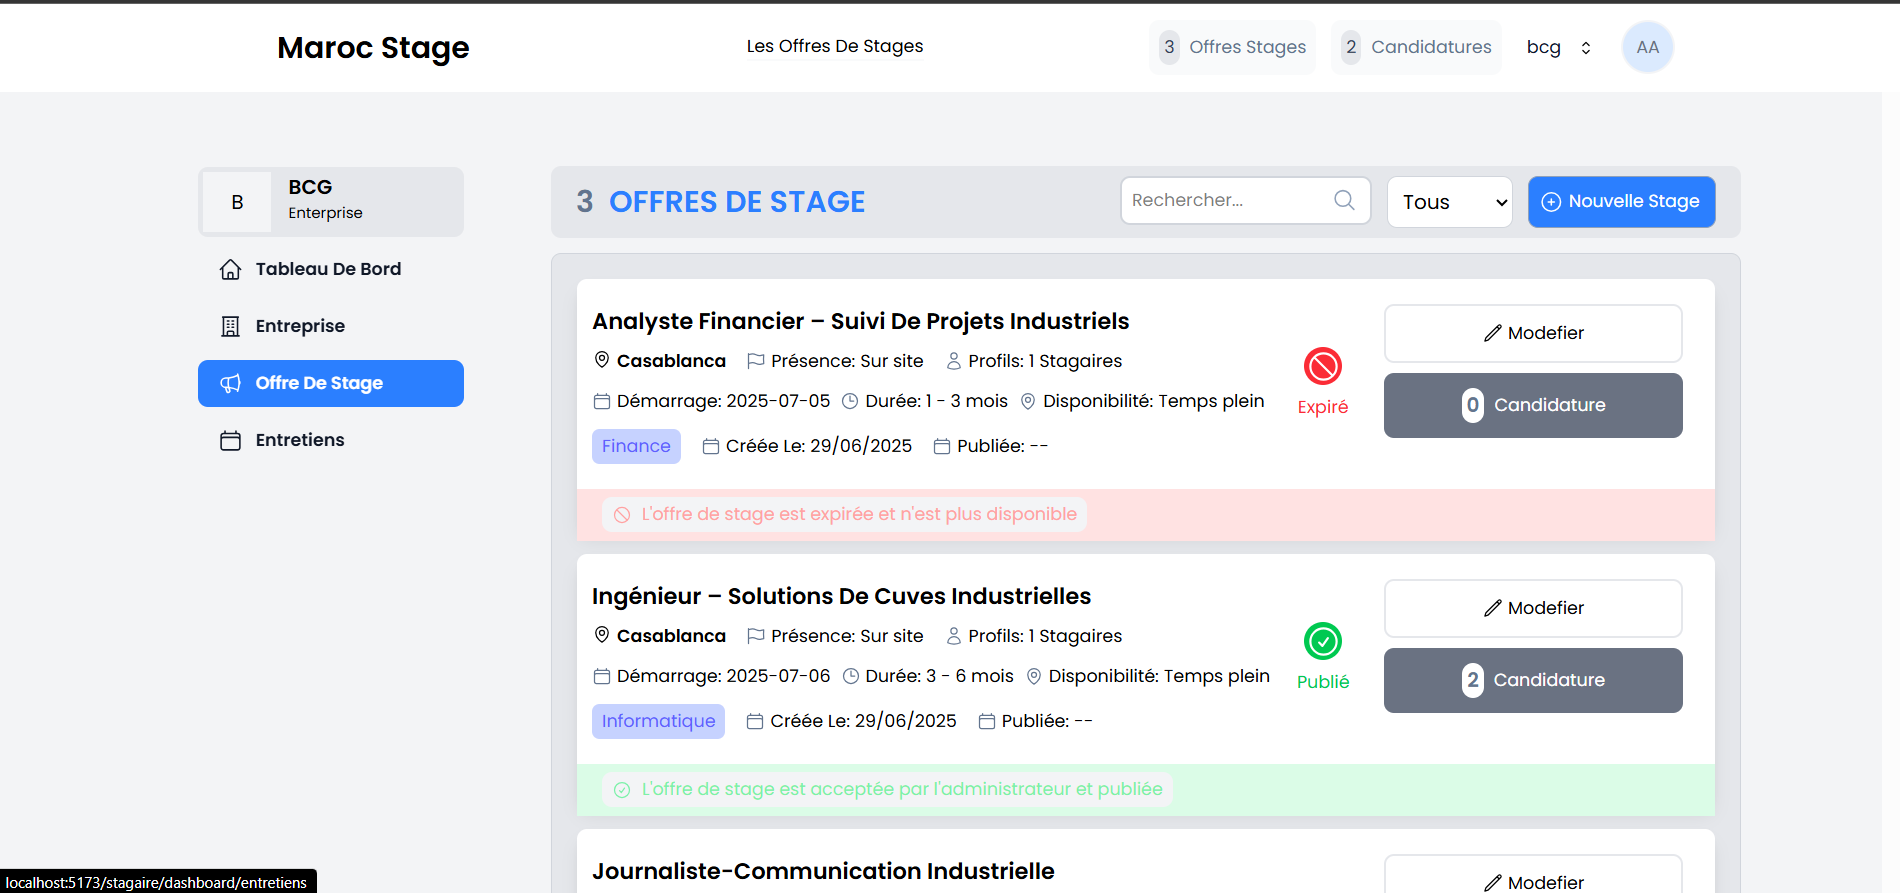 Maroc Stage
Les Offres De Stages
3 Offres Stages
2 Candidatures
bcg
AA
B
BCG
Enterprise
Tableau De Bord
Entreprise
Offre De Stage
Entretiens
3 OFFRES DE STAGE
Rechercher...
Tous
Nouvelle Stage
Analyste Financier – Suivi De Projets Industriels
Casablanca Présence: Sur site Profils: 1 Stagaires
Démarrage: 2025-07-05 Durée: 1 - 3 mois Disponibilité: Temps plein
Finance Créée Le: 29/06/2025 Publiée: --
Expiré
Modefier
0 Candidature
L'offre de stage est expirée et n'est plus disponible
Ingénieur – Solutions De Cuves Industrielles
Casablanca Présence: Sur site Profils: 1 Stagaires
Démarrage: 2025-07-06 Durée: 3 - 6 mois Disponibilité: Temps plein
Informatique Créée Le: 29/06/2025 Publiée: --
Publié
Modefier
2 Candidature
L'offre de stage est acceptée par l'administrateur et publiée
Journaliste-Communication Industrielle
Modefier
localhost:5173/stagaire/dashboard/entretiens